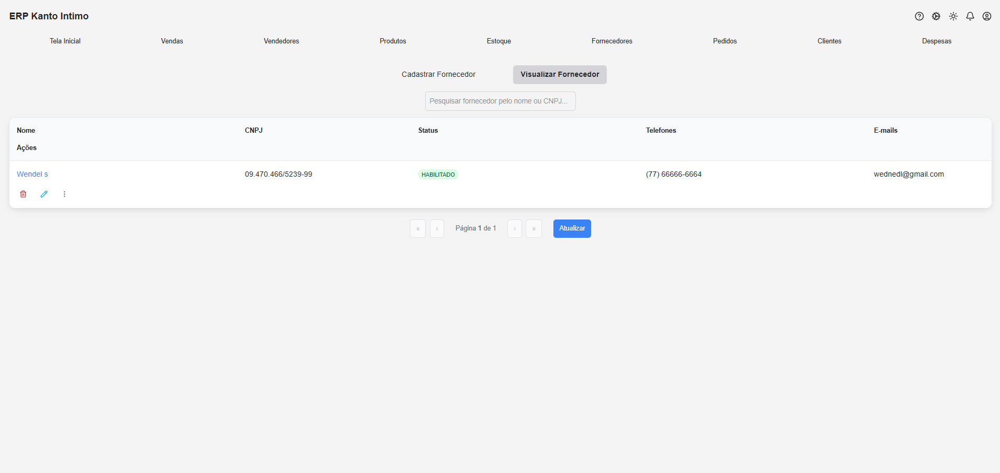 ERP Kanto Intimo
Tela Inicial Vendas Vendedores Produtos Estoque Fornecedores Pedidos Clientes Despesas
Cadastrar Fornecedor Visualizar Fornecedor
Pesquisar fornecedor pelo nome ou CNPJ...
Nome CNPJ Status Telefones E-mails
Ações
Wendel s 09.470.466/5239-99 HABILITADO (77) 66666-6664 wednedl@gmail.com
« ‹ Página 1 de 1 › » Atualizar